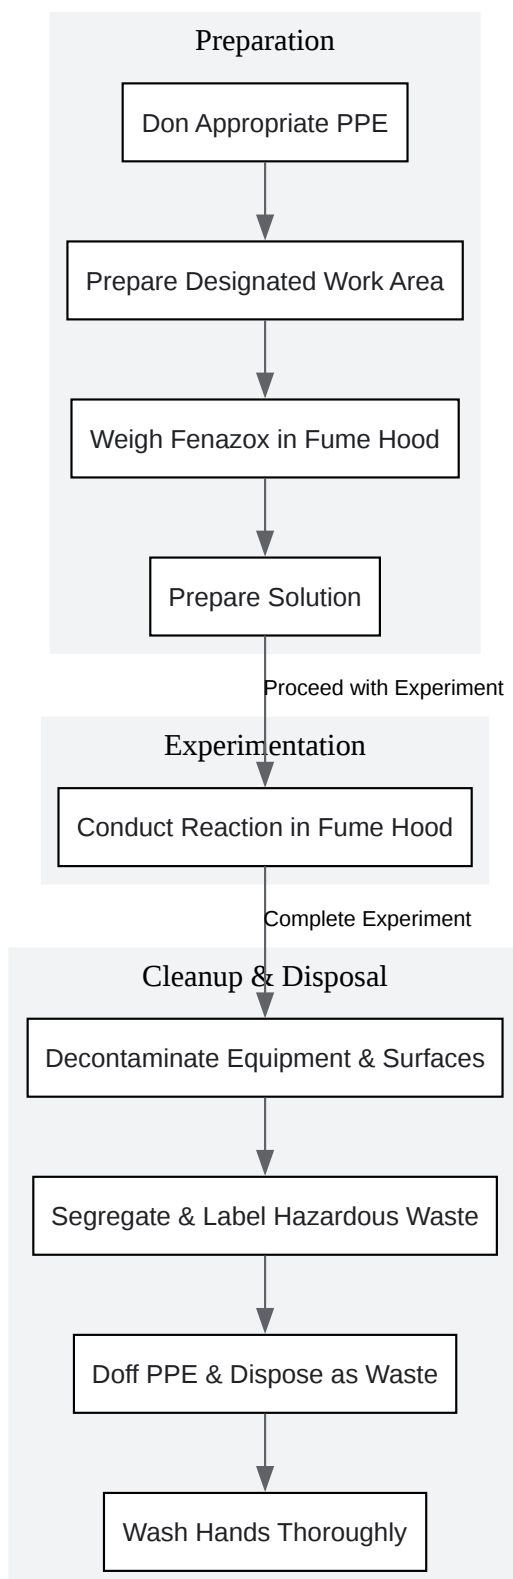 Preparation
Don Appropriate PPE
Prepare Designated Work Area
Weigh Fenazox in Fume Hood
Prepare Solution
Proceed with Experiment
Experimentation
Conduct Reaction in Fume Hood
Complete Experiment
Cleanup & Disposal
Decontaminate Equipment & Surfaces
Segregate & Label Hazardous Waste
Doff PPE & Dispose as Waste
Wash Hands Thoroughly